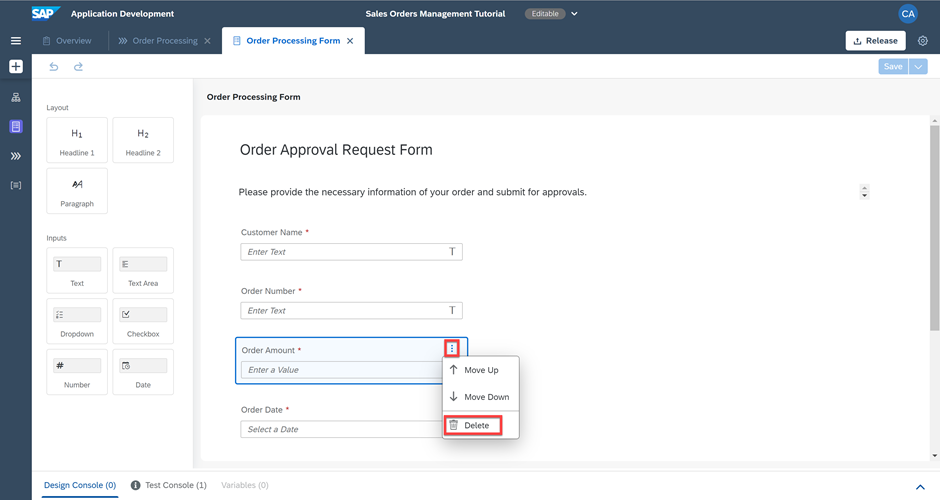 SAP Application Development Sales Orders Management Tutorial Editable CA
Overview Order Processing Order Processing Form Release
Save
Layout
H1
Headline 1
H2
Headline 2
Paragraph
Inputs
T
Text
Text Area
Dropdown
Checkbox
#
Number
Date
Order Processing Form
Order Approval Request Form
Please provide the necessary information of your order and submit for approvals.
Customer Name *
Enter Text T
Order Number *
Enter Text T
Order Amount *
Enter a Value
Move Up
Move Down
Delete
Order Date *
Select a Date
Design Console (0) Test Console (1) Variables (0)